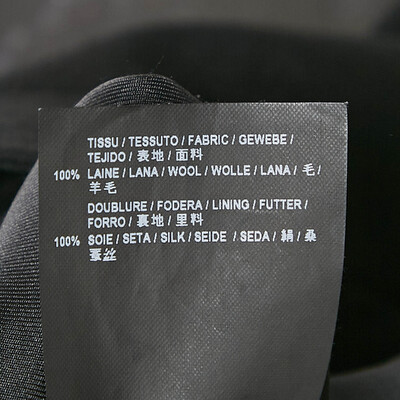 TISSU / TESSUTO / FABRIC / GEWEBE /
TEJIDO / 表地 / 面料
100% LAINE / LANA / WOOL / WOLLE / LANA / 毛 /
羊毛
DOUBLURE / FODERA / LINING / FUTTER /
FORRO / 裏地 / 里料
100% SOIE / SETA / SILK / SEIDE / SEDA / 絹 / 桑
蚕丝